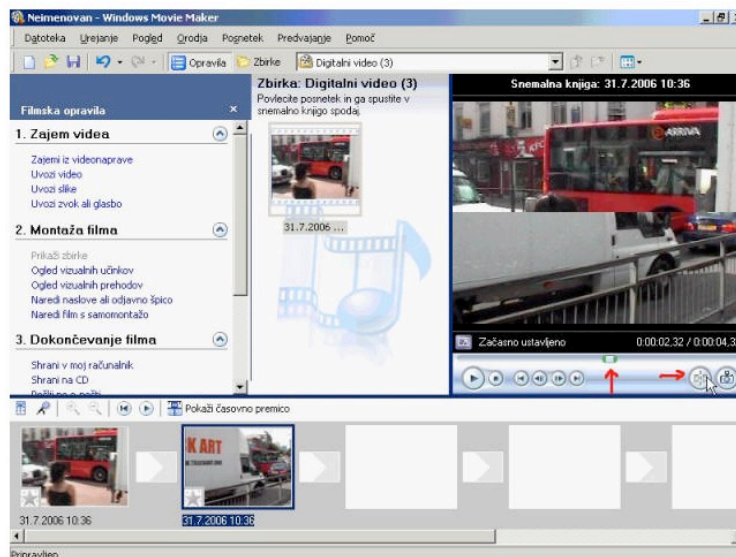 Neimenovan - Windows Movie Maker
Datoteka Urejanje Pogled Orodja Posnetek Predvajanje Pomoč
Opravila Zbirke Digitalni video (3)
Filmska opravila
1. Zajem videa
Zajemi iz videonaprave
Uvozi video
Uvozi slike
Uvozi zvok ali glasbo
2. Montaža filma
Prikaži zbirke
Ogled vizualnih učinkov
Ogled vizualnih prehodov
Naredi naslove ali odjavno špico
Naredi film s samomontažo
3. Dokončevanje filma
Shrani v moj računalnik
Shrani na CD
Pošlji po e-pošti
Zbirka: Digitalni video (3)
Povlecite posnetek in ga spustite v
snemalno knjigo spodaj.
31.7.2006 ...
Snemalna knjiga: 31.7.2006 10:36
ARRIVA
KFC
Začasno ustavljeno 0:00:02,32 / 0:00:04,3
Pokaži časovno premico
K ART
31.7.2006 10:36
31.7.2006 10:36
Pripravljen